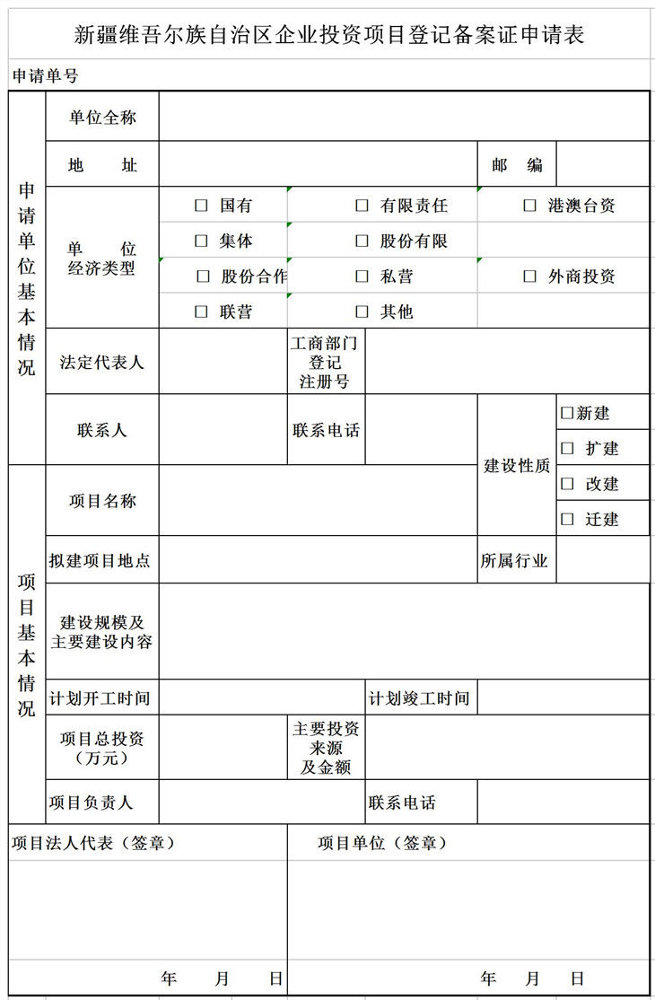 新疆维吾尔族自治区企业投资项目登记备案证申请表
申请单号
申请单位基本情况
单位全称
地 址
邮 编
单 位
经济类型
□ 国有
□ 有限责任
□ 港澳台资
□ 集体
□ 股份有限
□ 股份合作
□ 私营
□ 外商投资
□ 联营
□ 其他
法定代表人
工商部门
登记
注册号
联系人
联系电话
建设性质
□新建
□ 扩建
□ 改建
□ 迁建
项目基本情况
项目名称
拟建项目地点
所属行业
建设规模及
主要建设内容
计划开工时间
计划竣工时间
项目总投资
（万元）
主要投资
来源
及金额
项目负责人
联系电话
项目法人代表（签章）
项目单位（签章）
年 月 日
年 月 日